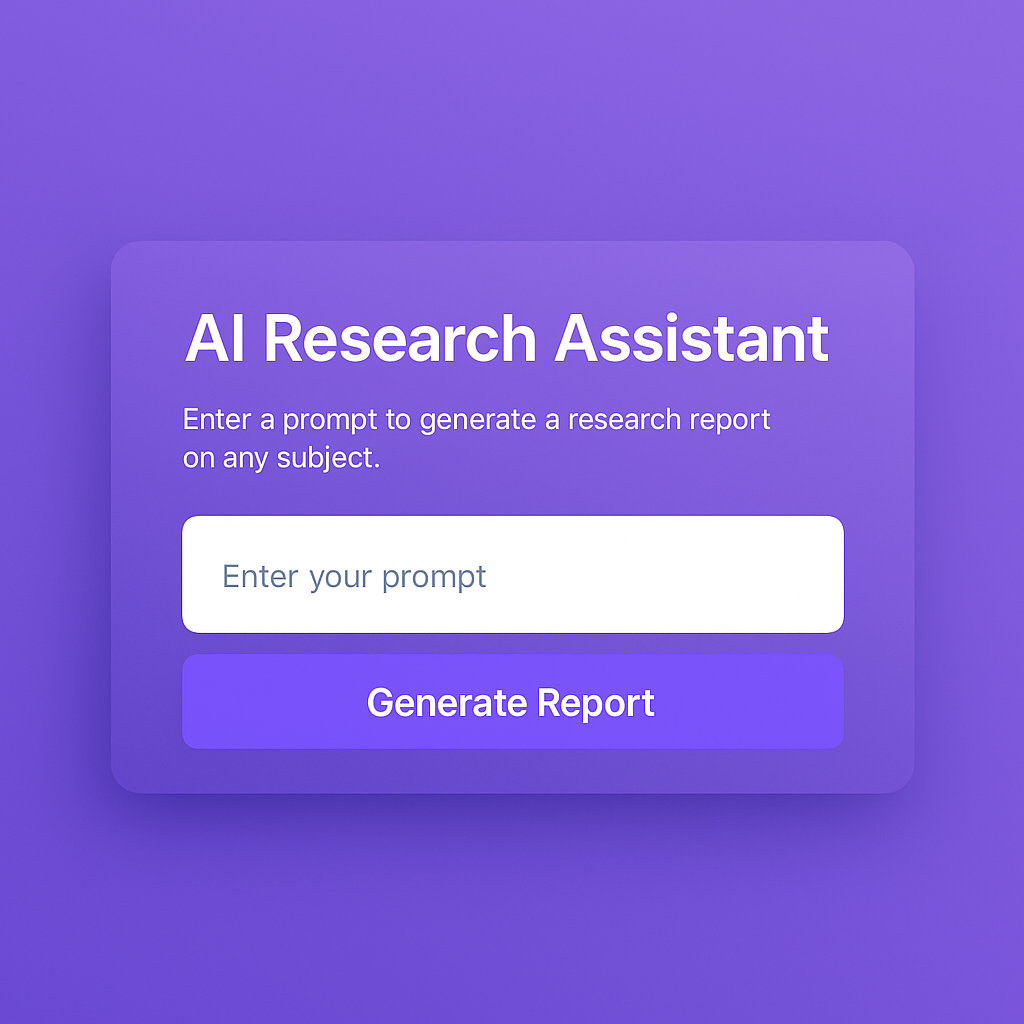 AI Research Assistant
Enter a prompt to generate a research report
on any subject.
Enter your prompt
Generate Report